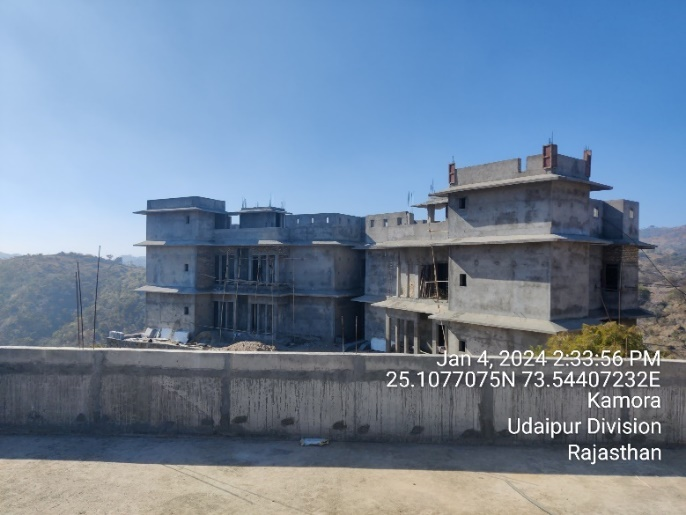 Jan 4, 2024 2:33:56 PM
25.1077075N 73.54407232E
Kamora
Udaipur Division
Rajasthan